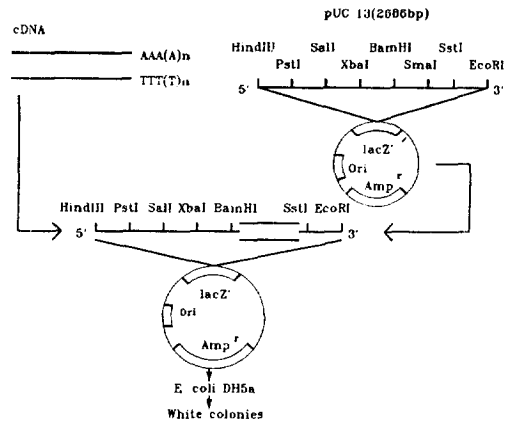 cDNA
AAA(A)n
TTT(T)n
pUC 13(2686bp)
HindIII SalI BamHI SstI
PstI XbaI SmaI EcoRI
5' 3'
lacZ'
Ori
Amp r
HindIII PstI SalI XbaI BamHI SstI EcoRI
5' 3'
lacZ'
Ori
Amp r
E. coli DH5a
White colonies